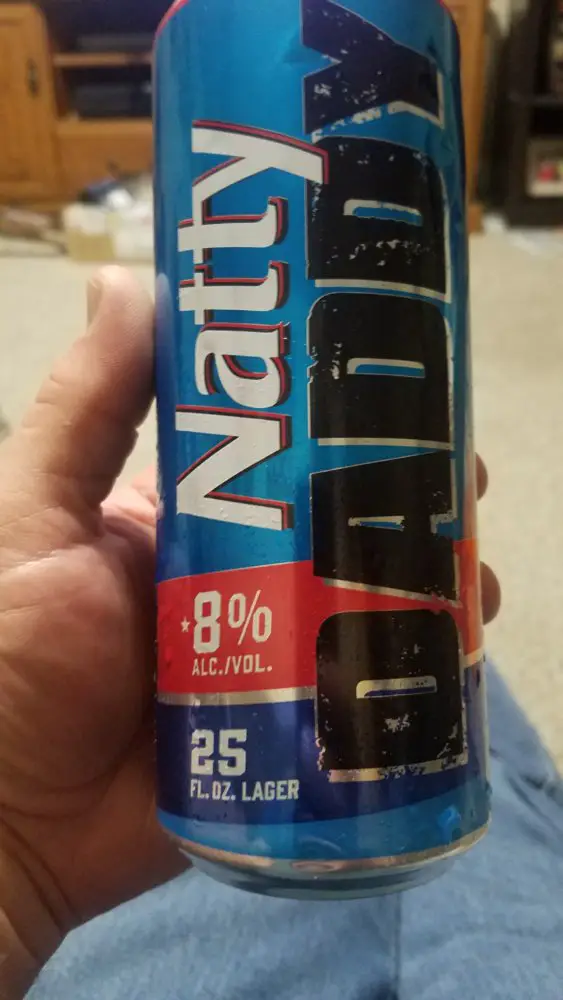 Natty
DADDY
*8%
ALC./VOL.
25
FL. OZ. LAGER